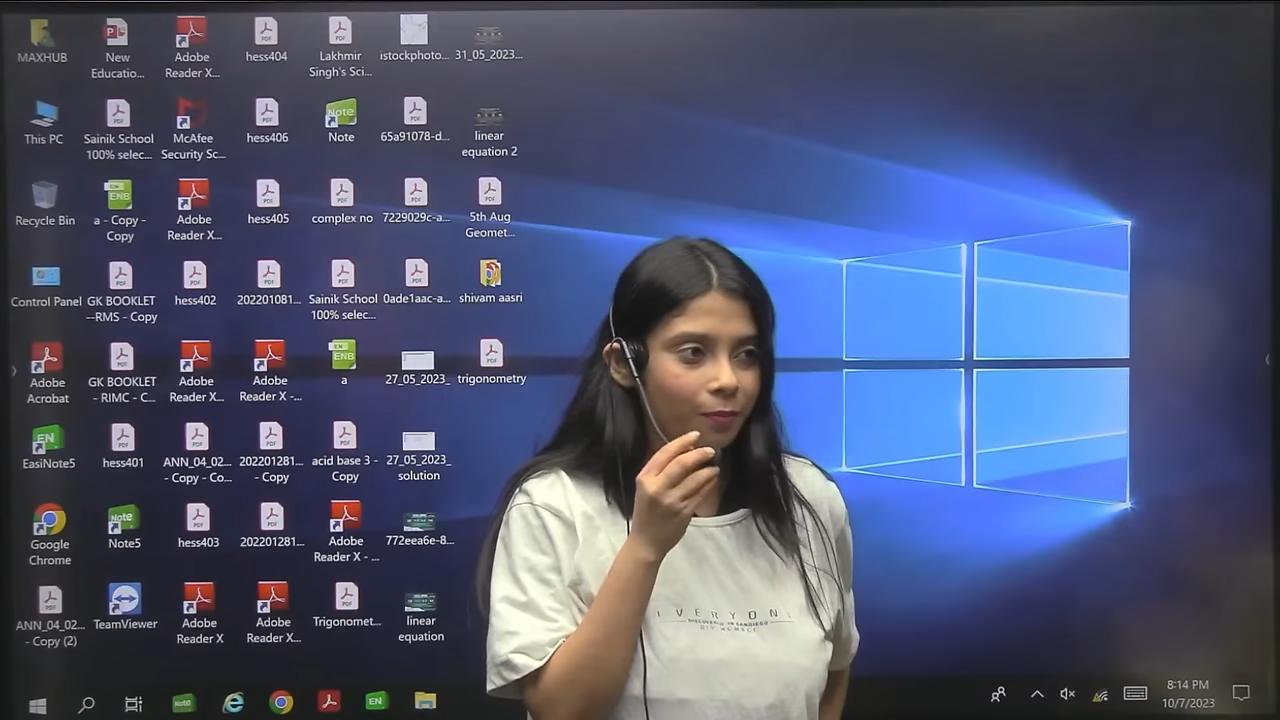 MAXHUB
New
Educatio...
Adobe
Reader X...
hess404
Lakhmir
Singh's Sci...
istockphoto...
31_05_2023...
This PC
Sainik School
100% selec...
McAfee
Security Sc...
hess406
Note
65a91078-d...
linear
equation 2
Recycle Bin
a - Copy -
Copy
Adobe
Reader X...
hess405
complex no
7229029c-a...
5th Aug
Geomet...
Control Panel
GK BOOKLET
--RMS - Copy
hess402
202201081...
Sainik School
100% selec...
0ade1aac-a...
shivam aasri
Adobe
Acrobat
GK BOOKLET
- RIMC - C...
Adobe
Reader X...
Adobe
Reader X -...
a
27_05_2023_
trigonometry
EasiNote5
hess401
ANN_04_02...
- Copy - Co...
202201281...
- Copy
acid base 3 -
Copy
27_05_2023_
solution
Google
Chrome
Note5
hess403
202201281...
Adobe
Reader X - ...
772eea6e-8...
ANN_04_02...
- Copy (2)
TeamViewer
Adobe
Reader X
Adobe
Reader X...
Trigonomet...
linear
equation
VERYON
DISCOVERED IN SANDIEGO
8:14 PM
10/7/2023